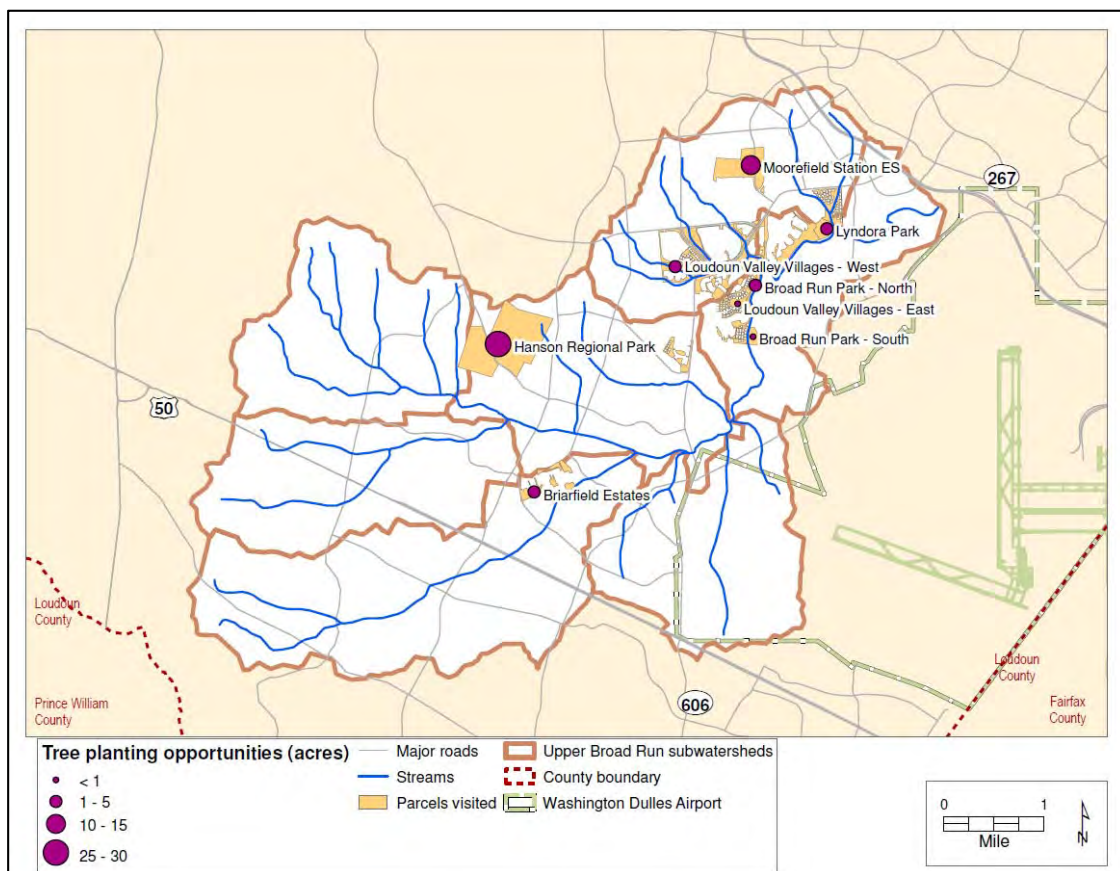 267
Moorefield Station ES
Lyndora Park
Loudoun Valley Villages - West
Broad Run Park - North
Loudoun Valley Villages - East
Broad Run Park - South
Hanson Regional Park
50
Briarfield Estates
Loudoun
County
Prince William
County
606
Loudoun
County
Fairfax
County
Tree planting opportunities (acres)
< 1
1 - 5
10 - 15
25 - 30
Major roads
Streams
Parcels visited
Upper Broad Run subwatersheds
County boundary
Washington Dulles Airport
0 1
Mile